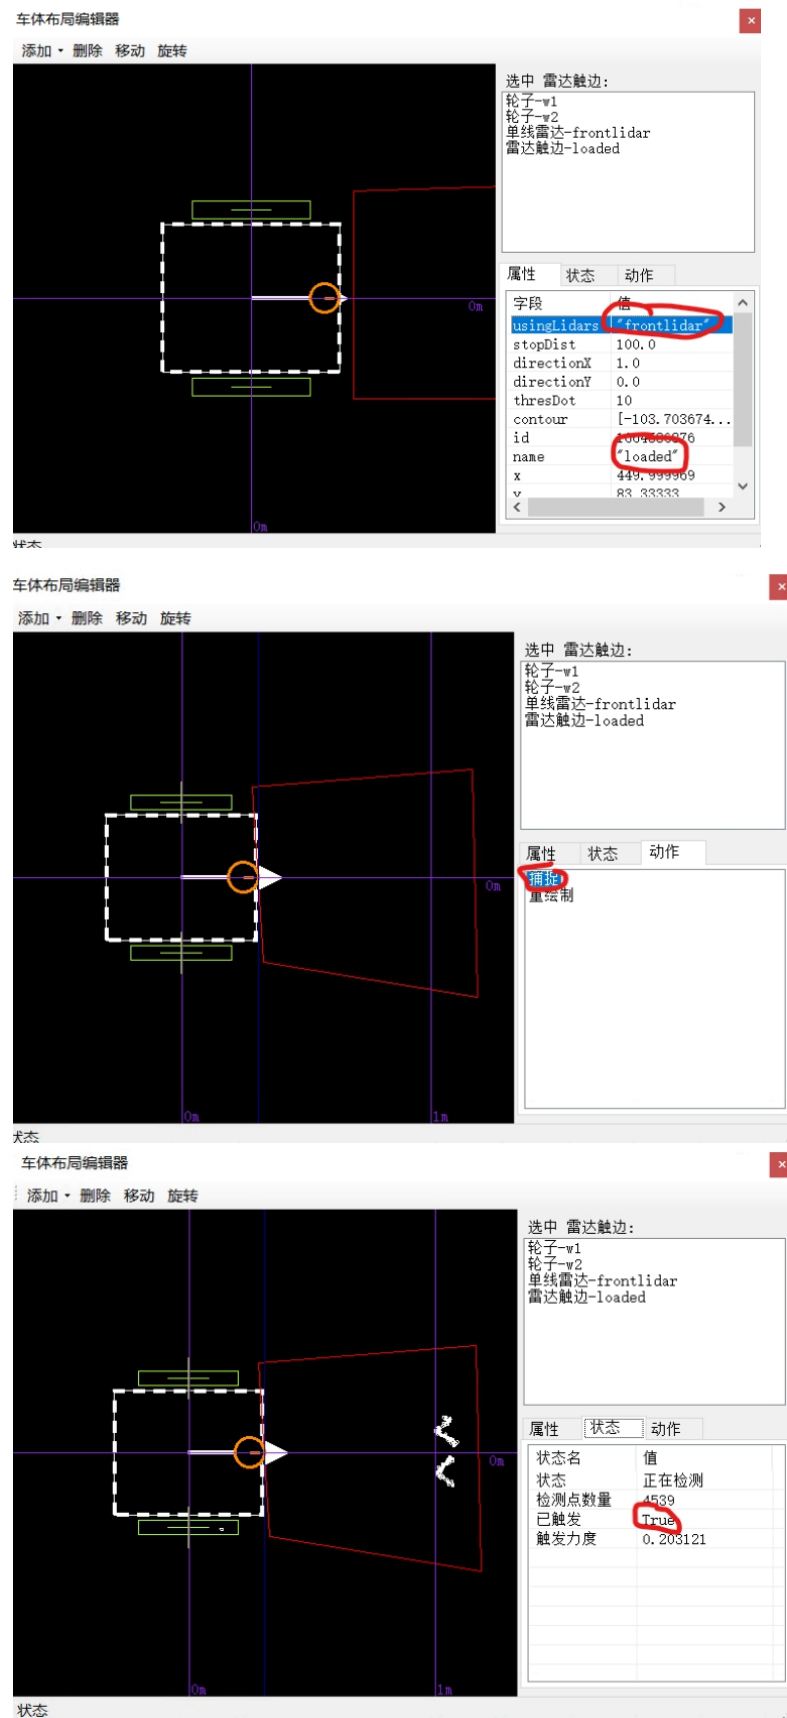 车体布局编辑器 ×
添加 · 删除 移动 旋转
选中 雷达触边:
轮子-w1
轮子-w2
单线雷达-frontlidar
雷达触边-loaded
属性 状态 动作
字段 值
usingLidars "frontlidar"
stopDist 100.0
directionX 1.0
directionY 0.0
thresDot 10
contour [-103.703674...
id
name "loaded"
x 449.999969
y 83.33333
0m
0m
状态
车体布局编辑器 ×
添加 · 删除 移动 旋转
选中 雷达触边:
轮子-w1
轮子-w2
单线雷达-frontlidar
雷达触边-loaded
属性 状态 动作
捕捉
重绘制
0m
0m 1m
状态
车体布局编辑器 ×
添加 · 删除 移动 旋转
选中 雷达触边:
轮子-w1
轮子-w2
单线雷达-frontlidar
雷达触边-loaded
属性 状态 动作
状态名 值
状态 正在检测
检测点数量 4539
已触发 True
触发力度 0.203121
0m
0m 1m
状态